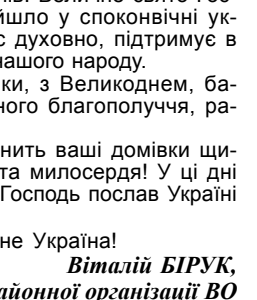 йшло у споконвічні ук-
с духовно, підтримує в
нашого народу.
ки, з Великоднем, ба-
ного благополуччя, ра-
нить ваші домівки щи-
та милосердя! У ці дні
Господь послав Україні
не Україна!
Віталій БІРУК,
районної організації ВО